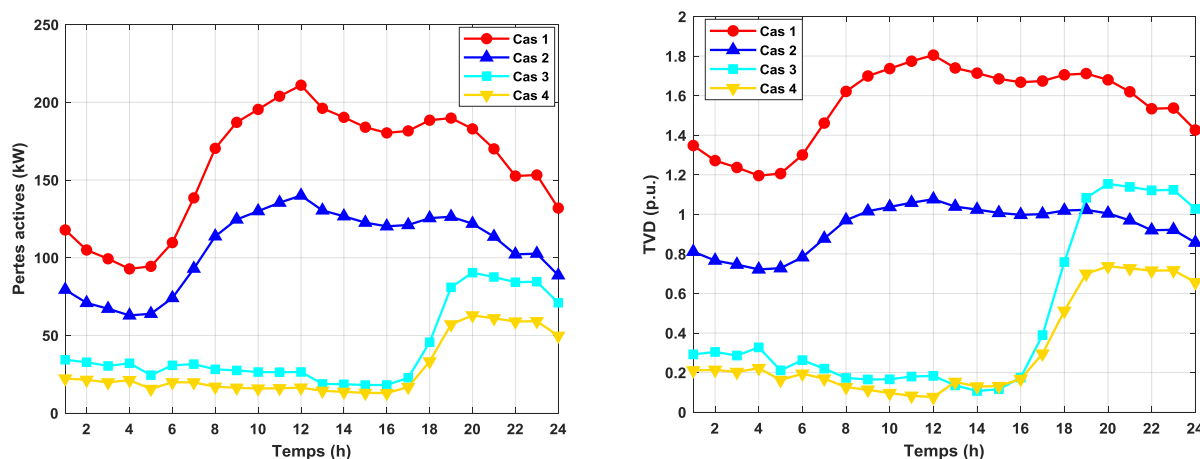 250
200
150
100
50
0
Pertes actives (kW)
2 4 6 8 10 12 14 16 18 20 22 24
Temps (h)
Cas 1
Cas 2
Cas 3
Cas 4
2
1.8
1.6
1.4
1.2
1
0.8
0.6
0.4
0.2
0
TVD (p.u.)
2 4 6 8 10 12 14 16 18 20 22 24
Temps (h)
Cas 1
Cas 2
Cas 3
Cas 4